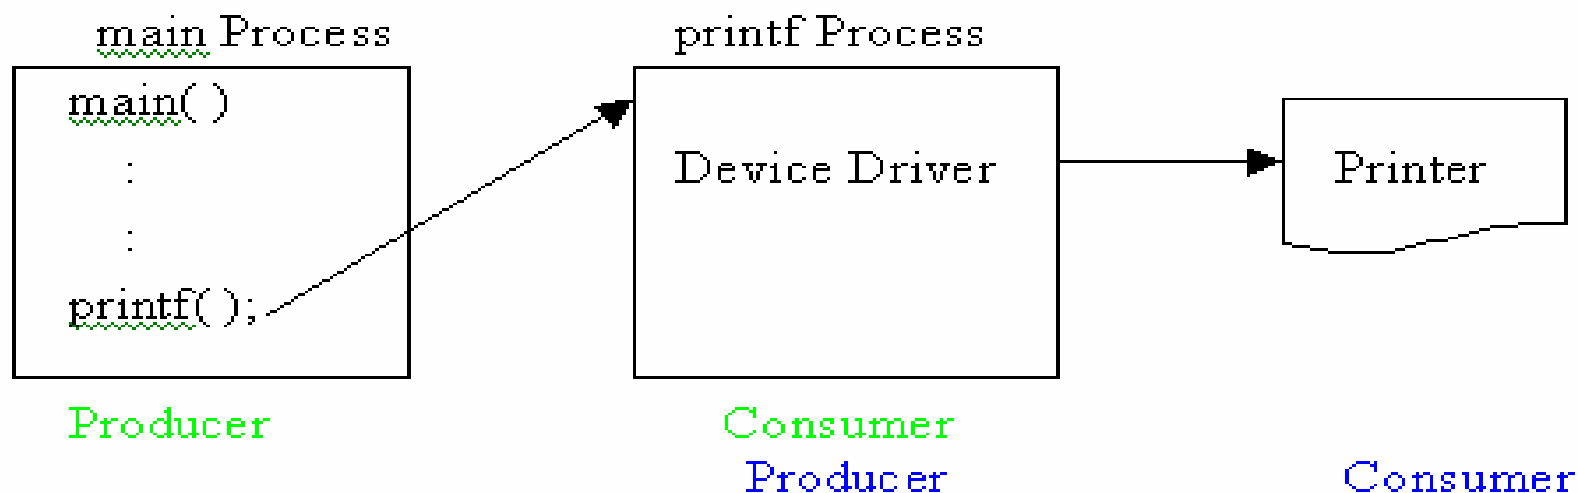 main Process
main( )
:
:
printf( );
Producer
printf Process
Device Driver
Consumer
Producer
Printer
Consumer